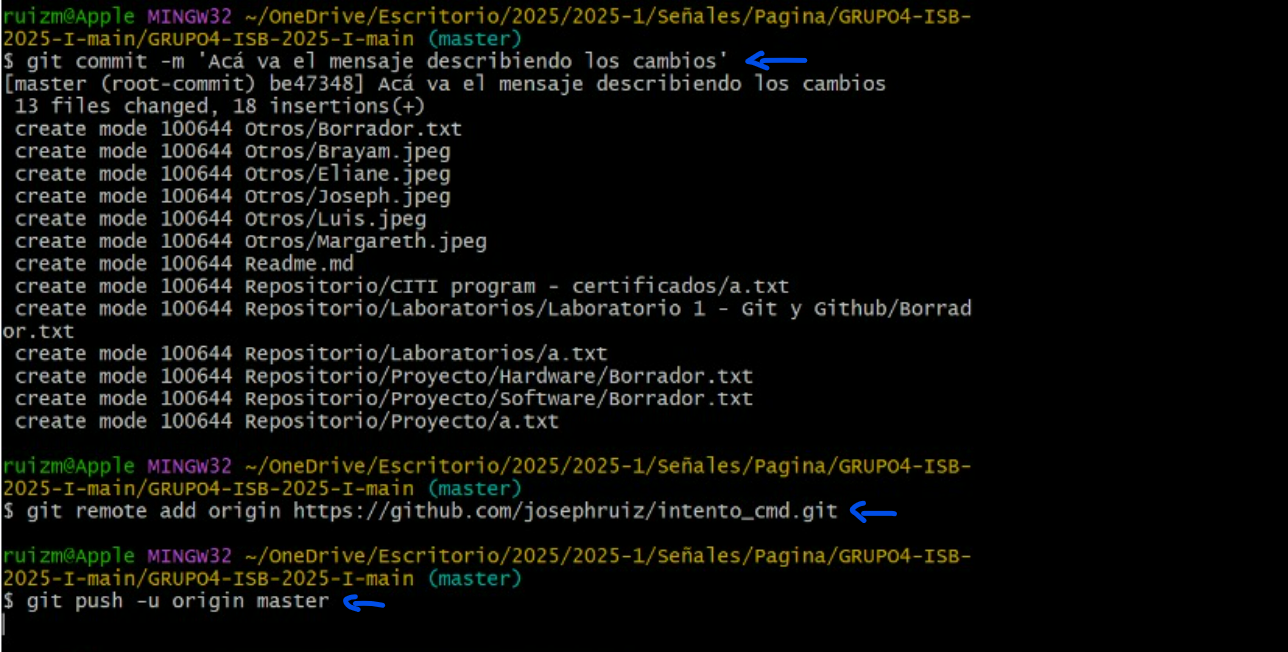 ruizm@Apple MINGW32 ~/OneDrive/Escritorio/2025/2025-1/Señales/Pagina/GRUPO4-ISB-
2025-I-main/GRUPO4-ISB-2025-I-main (master)
$ git commit -m 'Acá va el mensaje describiendo los cambios'
[master (root-commit) be47348] Acá va el mensaje describiendo los cambios
 13 files changed, 18 insertions(+)
 create mode 100644 Otros/Borrador.txt
 create mode 100644 Otros/Brayam.jpeg
 create mode 100644 Otros/Eliane.jpeg
 create mode 100644 Otros/Joseph.jpeg
 create mode 100644 Otros/Luis.jpeg
 create mode 100644 Otros/Margareth.jpeg
 create mode 100644 Readme.md
 create mode 100644 Repositorio/CITI program - certificados/a.txt
 create mode 100644 Repositorio/Laboratorios/Laboratorio 1 - Git y Github/Borrad
or.txt
 create mode 100644 Repositorio/Laboratorios/a.txt
 create mode 100644 Repositorio/Proyecto/Hardware/Borrador.txt
 create mode 100644 Repositorio/Proyecto/Software/Borrador.txt
 create mode 100644 Repositorio/Proyecto/a.txt
ruizm@Apple MINGW32 ~/OneDrive/Escritorio/2025/2025-1/Señales/Pagina/GRUPO4-ISB-
2025-I-main/GRUPO4-ISB-2025-I-main (master)
$ git remote add origin https://github.com/josephruiz/intento_cmd.git
ruizm@Apple MINGW32 ~/OneDrive/Escritorio/2025/2025-1/Señales/Pagina/GRUPO4-ISB-
2025-I-main/GRUPO4-ISB-2025-I-main (master)
$ git push -u origin master